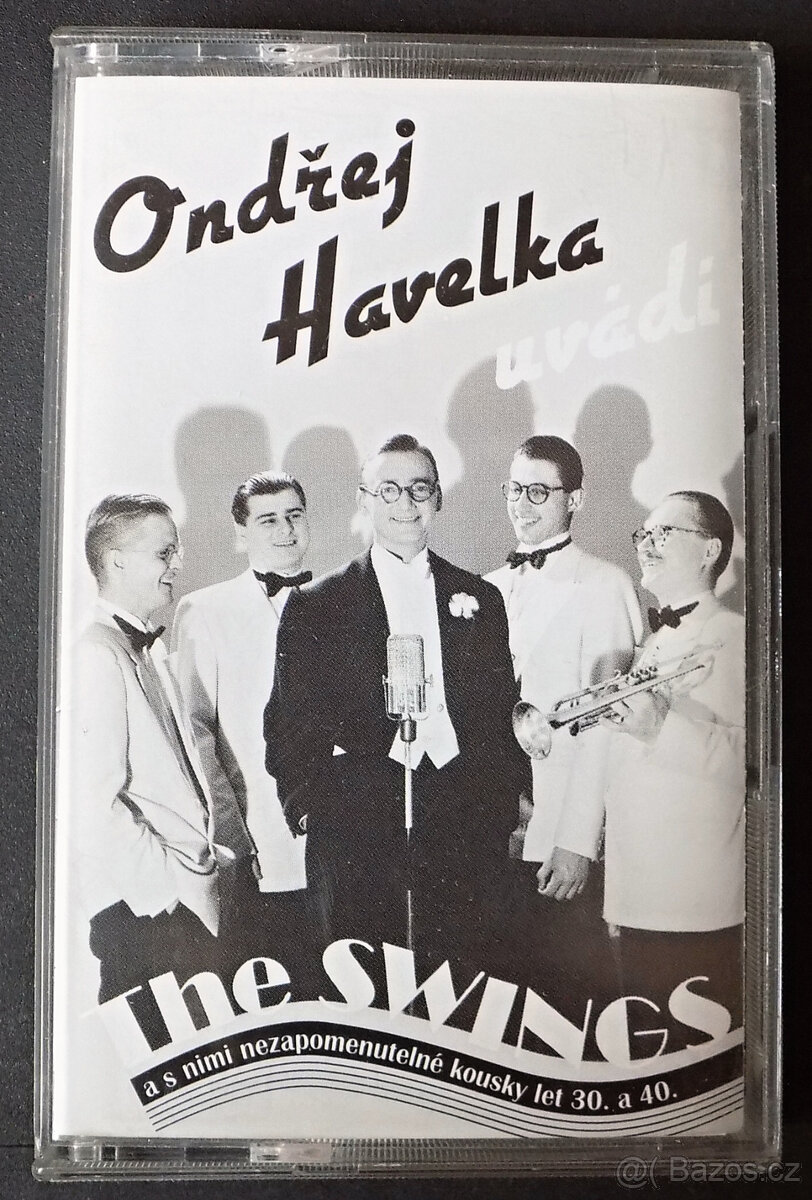 Ondřej
Havelka
uvádí
The SWINGS
a s nimi nezapomenutelné kousky let 30. a 40.
@( Bazos.cz